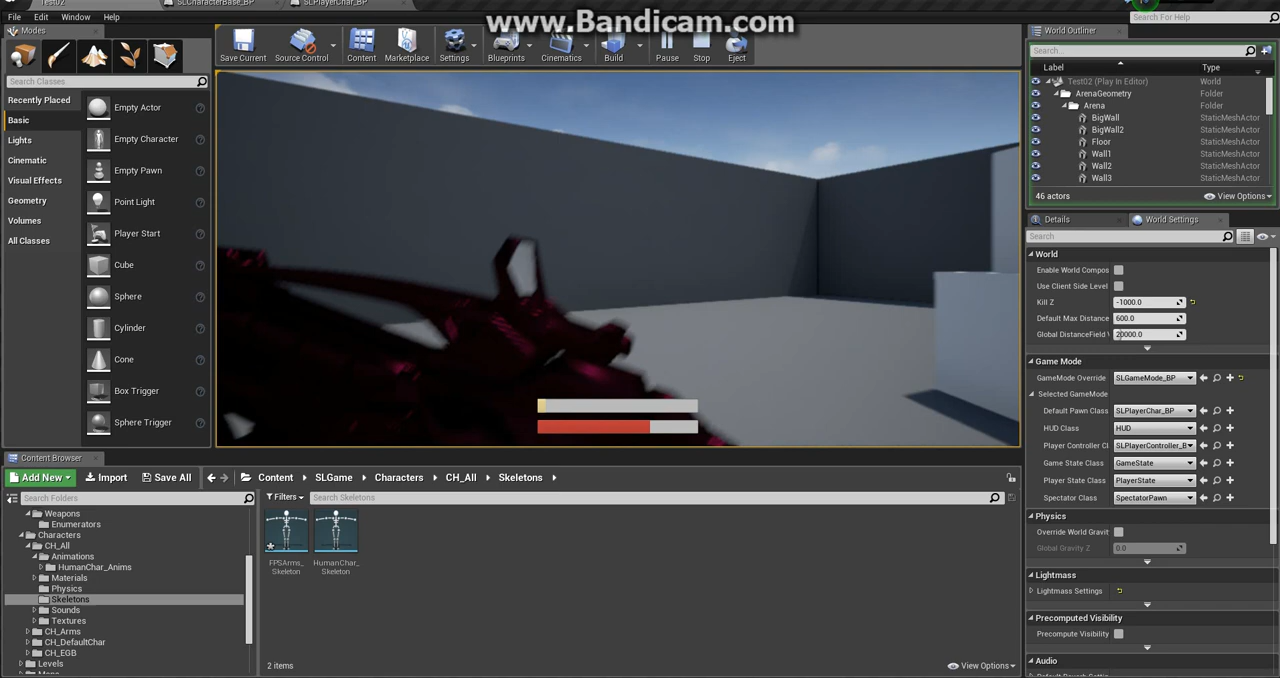 Test02
SLCharacterBase_BP
SLPlayerChar_BP
www.Bandicam.com
File Edit Window Help
Search For Help
Modes
Search Classes
Recently Placed
Basic
Lights
Cinematic
Visual Effects
Geometry
Volumes
All Classes
Empty Actor
Empty Character
Empty Pawn
Point Light
Player Start
Cube
Sphere
Cylinder
Cone
Box Trigger
Sphere Trigger
Save Current
Source Control
Content
Marketplace
Settings
Blueprints
Cinematics
Build
Pause
Stop
Eject
World Outliner
Search...
Label Type
Test02 (Play In Editor) World
ArenaGeometry Folder
Arena Folder
BigWall StaticMeshActor
BigWall2 StaticMeshActor
Floor StaticMeshActor
Wall1 StaticMeshActor
Wall2 StaticMeshActor
Wall3 StaticMeshActor
46 actors
View Options
Details
World Settings
Search
World
Enable World Compos
Use Client Side Level
Kill Z -1000.0
Default Max Distance 600.0
Global DistanceField 20000.0
Game Mode
GameMode Override SLGameMode_BP
Selected GameMode
Default Pawn Class SLPlayerChar_BP
HUD Class HUD
Player Controller Cl SLPlayerController_B
Game State Class GameState
Player State Class PlayerState
Spectator Class SpectatorPawn
Physics
Override World Gravit
Global Gravity Z 0.0
Lightmass
Lightmass Settings
Precomputed Visibility
Precompute Visibility
Audio
Content Browser
Add New
Import
Save All
Content
SLGame
Characters
CH_All
Skeletons
Search Folders
Filters
Search Skeletons
Weapons
Enumerators
Characters
CH_All
Animations
HumanChar_Anims
Materials
Physics
Skeletons
Sounds
Textures
CH_Arms
CH_DefaultChar
CH_EGB
Levels
FPSArms_
Skeleton
HumanChar_
Skeleton
2 items
View Options